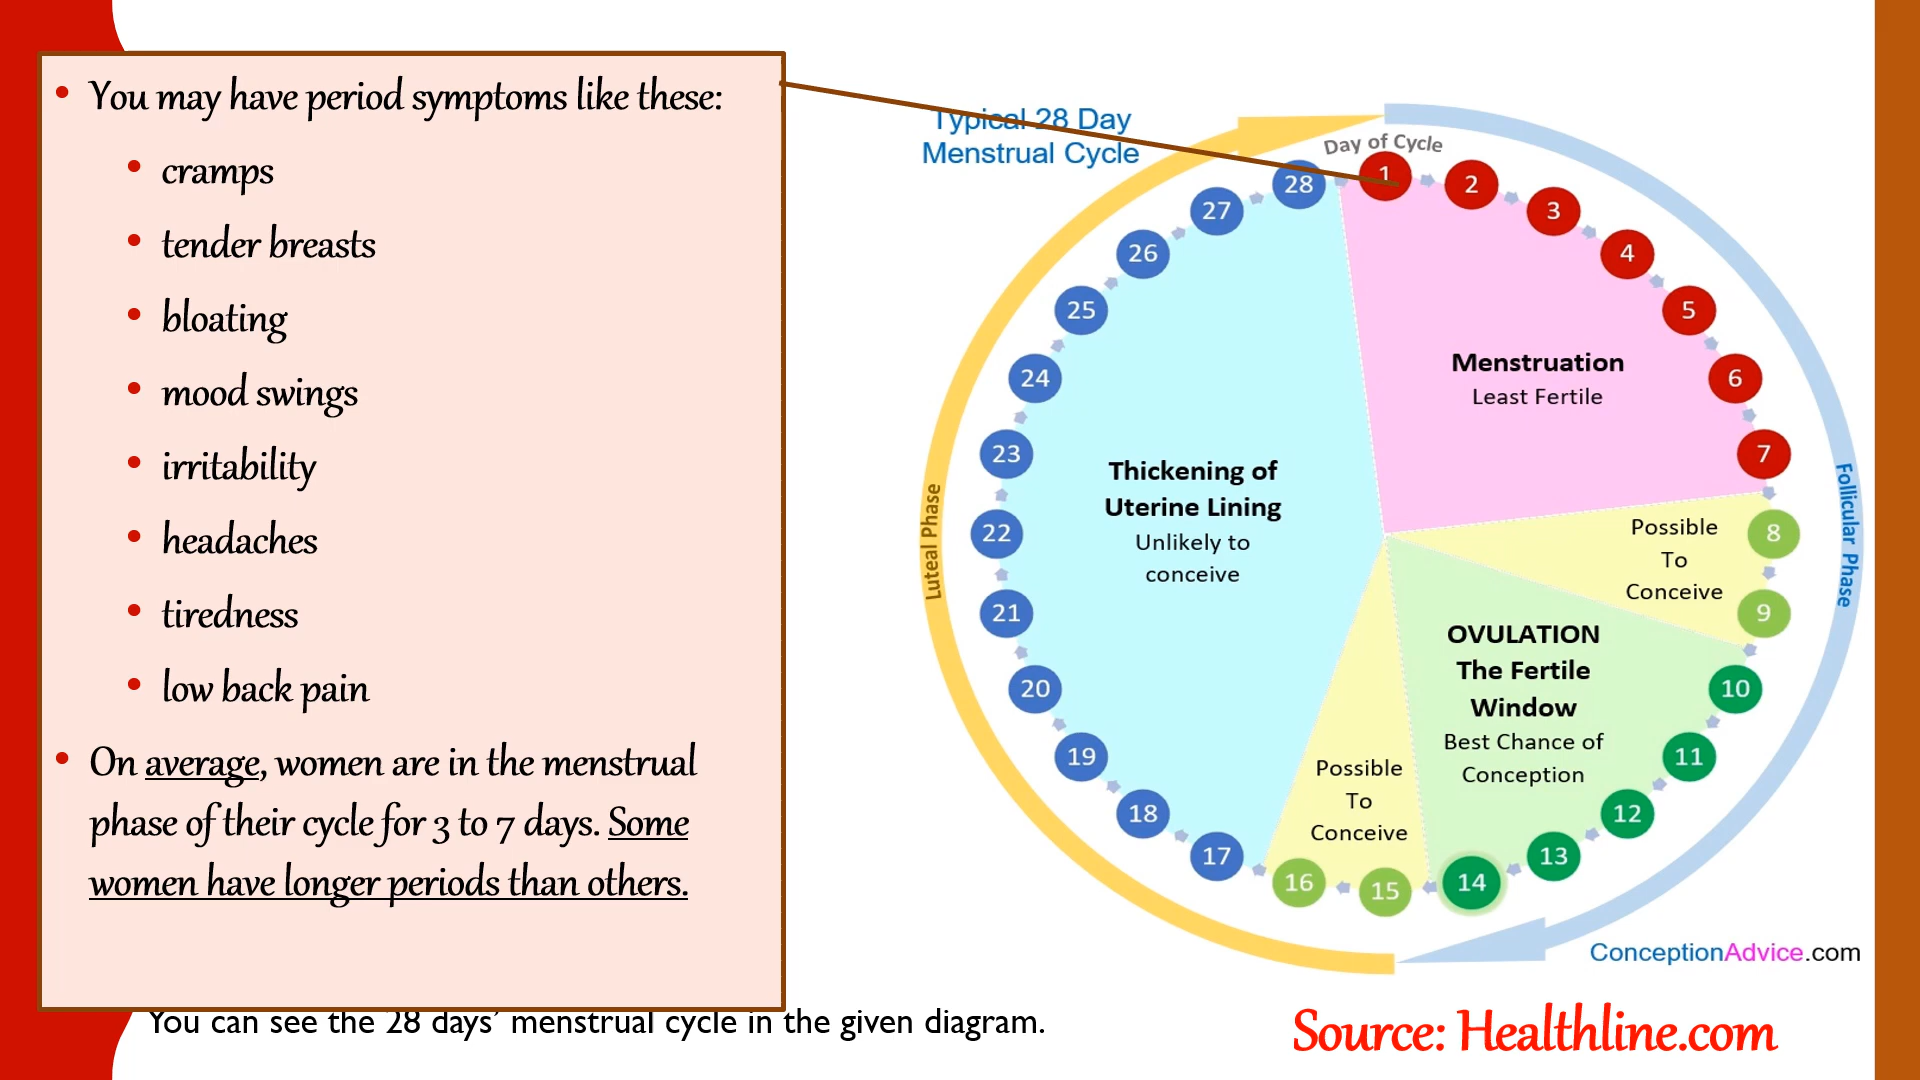 • You may have period symptoms like these:
• cramps
• tender breasts
• bloating
• mood swings
• irritability
• headaches
• tiredness
• low back pain
• On average, women are in the menstrual
phase of their cycle for 3 to 7 days. Some
women have longer periods than others.
You can see the 28 days’ menstrual cycle in the given diagram.
Typical 28 Day
Menstrual Cycle
Day of Cycle
1
2
3
4
5
6
7
8
9
10
11
12
13
14
15
16
17
18
19
20
21
22
23
24
25
26
27
28
Menstruation
Least Fertile
Possible
To
Conceive
OVULATION
The Fertile
Window
Best Chance of
Conception
Possible
To
Conceive
Thickening of
Uterine Lining
Unlikely to
conceive
Luteal Phase
Follicular Phase
ConceptionAdvice.com
Source: Healthline.com